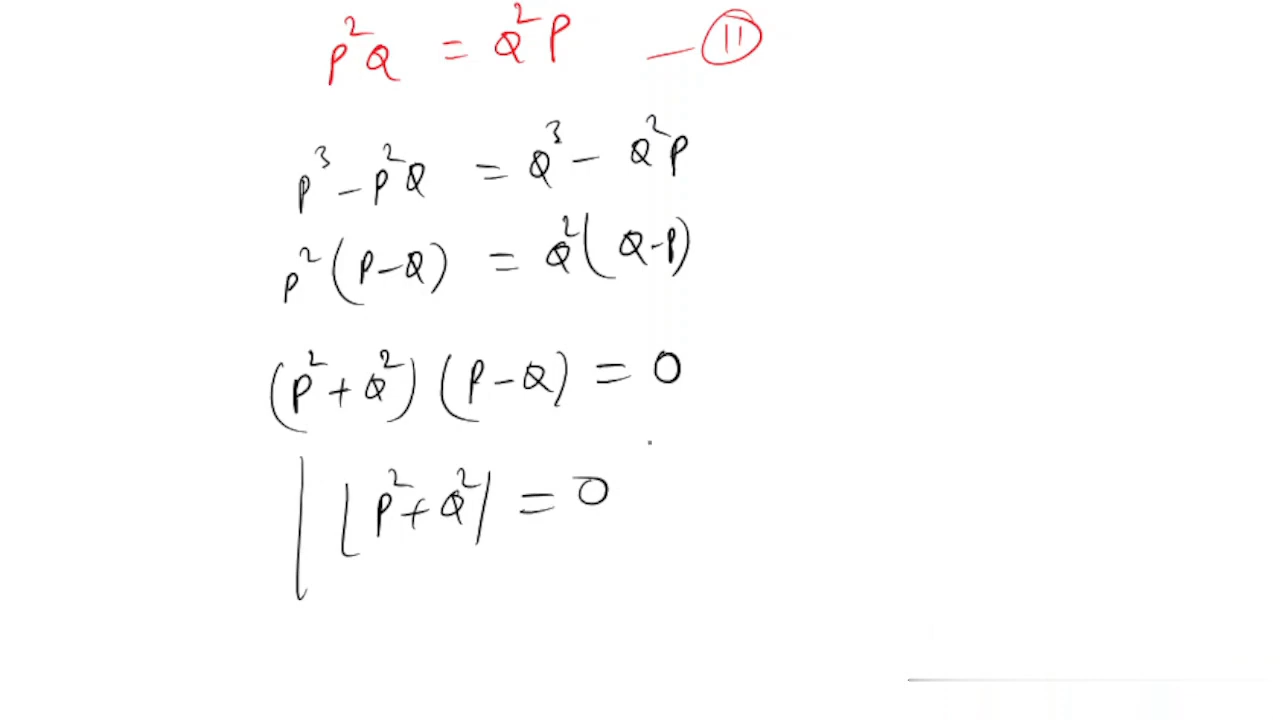 P²Q = Q²P — ⑪
P³ - P²Q = Q³ - Q²P
P²(P-Q) = Q²(Q-P)
(P²+Q²)(P-Q) = 0
| |P²+Q²| = 0